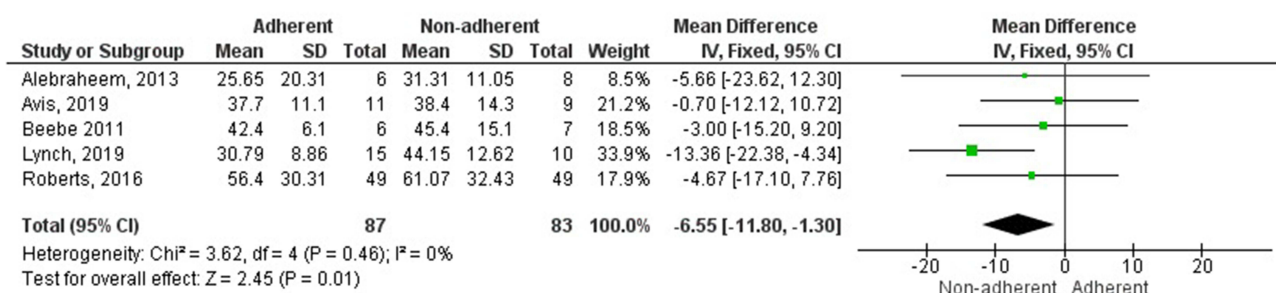 Adherent Non-adherent Mean Difference Mean Difference
Study or Subgroup Mean SD Total Mean SD Total Weight IV, Fixed, 95% CI IV, Fixed, 95% CI
Alebraheem, 2013 25.65 20.31 6 31.31 11.05 8 8.5% -5.66 [-23.62, 12.30]
Avis, 2019 37.7 11.1 11 38.4 14.3 9 21.2% -0.70 [-12.12, 10.72]
Beebe 2011 42.4 6.1 6 45.4 15.1 7 18.5% -3.00 [-15.20, 9.20]
Lynch, 2019 30.79 8.86 15 44.15 12.62 10 33.9% -13.36 [-22.38, -4.34]
Roberts, 2016 56.4 30.31 49 61.07 32.43 49 17.9% -4.67 [-17.10, 7.76]
Total (95% CI) 87 83 100.0% -6.55 [-11.80, -1.30]
Heterogeneity: Chi² = 3.62, df = 4 (P = 0.46); I² = 0%
Test for overall effect: Z = 2.45 (P = 0.01)
-20 -10 0 10 20
Non-adherent Adherent